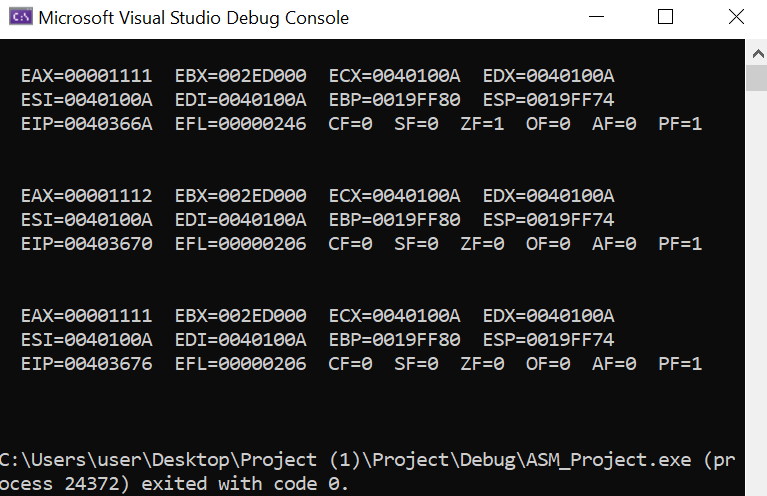 Microsoft Visual Studio Debug Console
EAX=00001111  EBX=002ED000  ECX=0040100A  EDX=0040100A
ESI=0040100A  EDI=0040100A  EBP=0019FF80  ESP=0019FF74
EIP=0040366A  EFL=00000246  CF=0  SF=0  ZF=1  OF=0  AF=0  PF=1
EAX=00001112  EBX=002ED000  ECX=0040100A  EDX=0040100A
ESI=0040100A  EDI=0040100A  EBP=0019FF80  ESP=0019FF74
EIP=00403670  EFL=00000206  CF=0  SF=0  ZF=0  OF=0  AF=0  PF=1
EAX=00001111  EBX=002ED000  ECX=0040100A  EDX=0040100A
ESI=0040100A  EDI=0040100A  EBP=0019FF80  ESP=0019FF74
EIP=00403676  EFL=00000206  CF=0  SF=0  ZF=0  OF=0  AF=0  PF=1
C:\Users\user\Desktop\Project (1)\Project\Debug\ASM_Project.exe (pr
ocess 24372) exited with code 0.